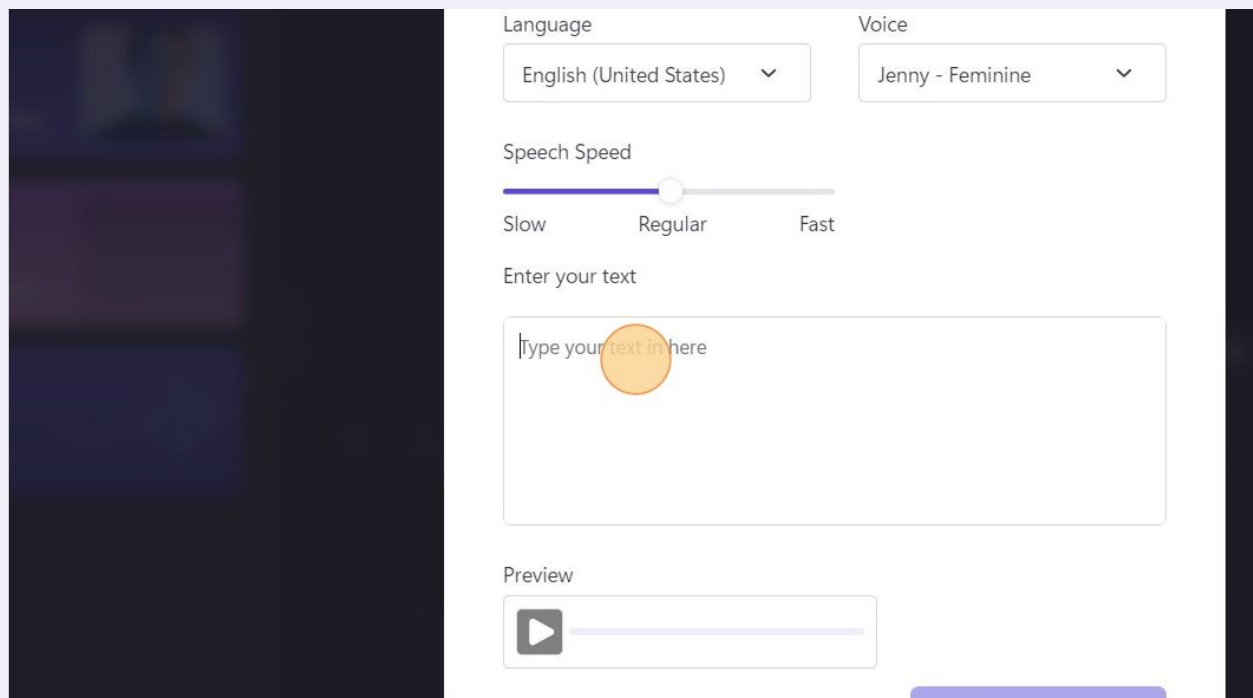 Language
Voice
English (United States)
Jenny - Feminine
Speech Speed
Slow
Regular
Fast
Enter your text
Type your text in here
Preview